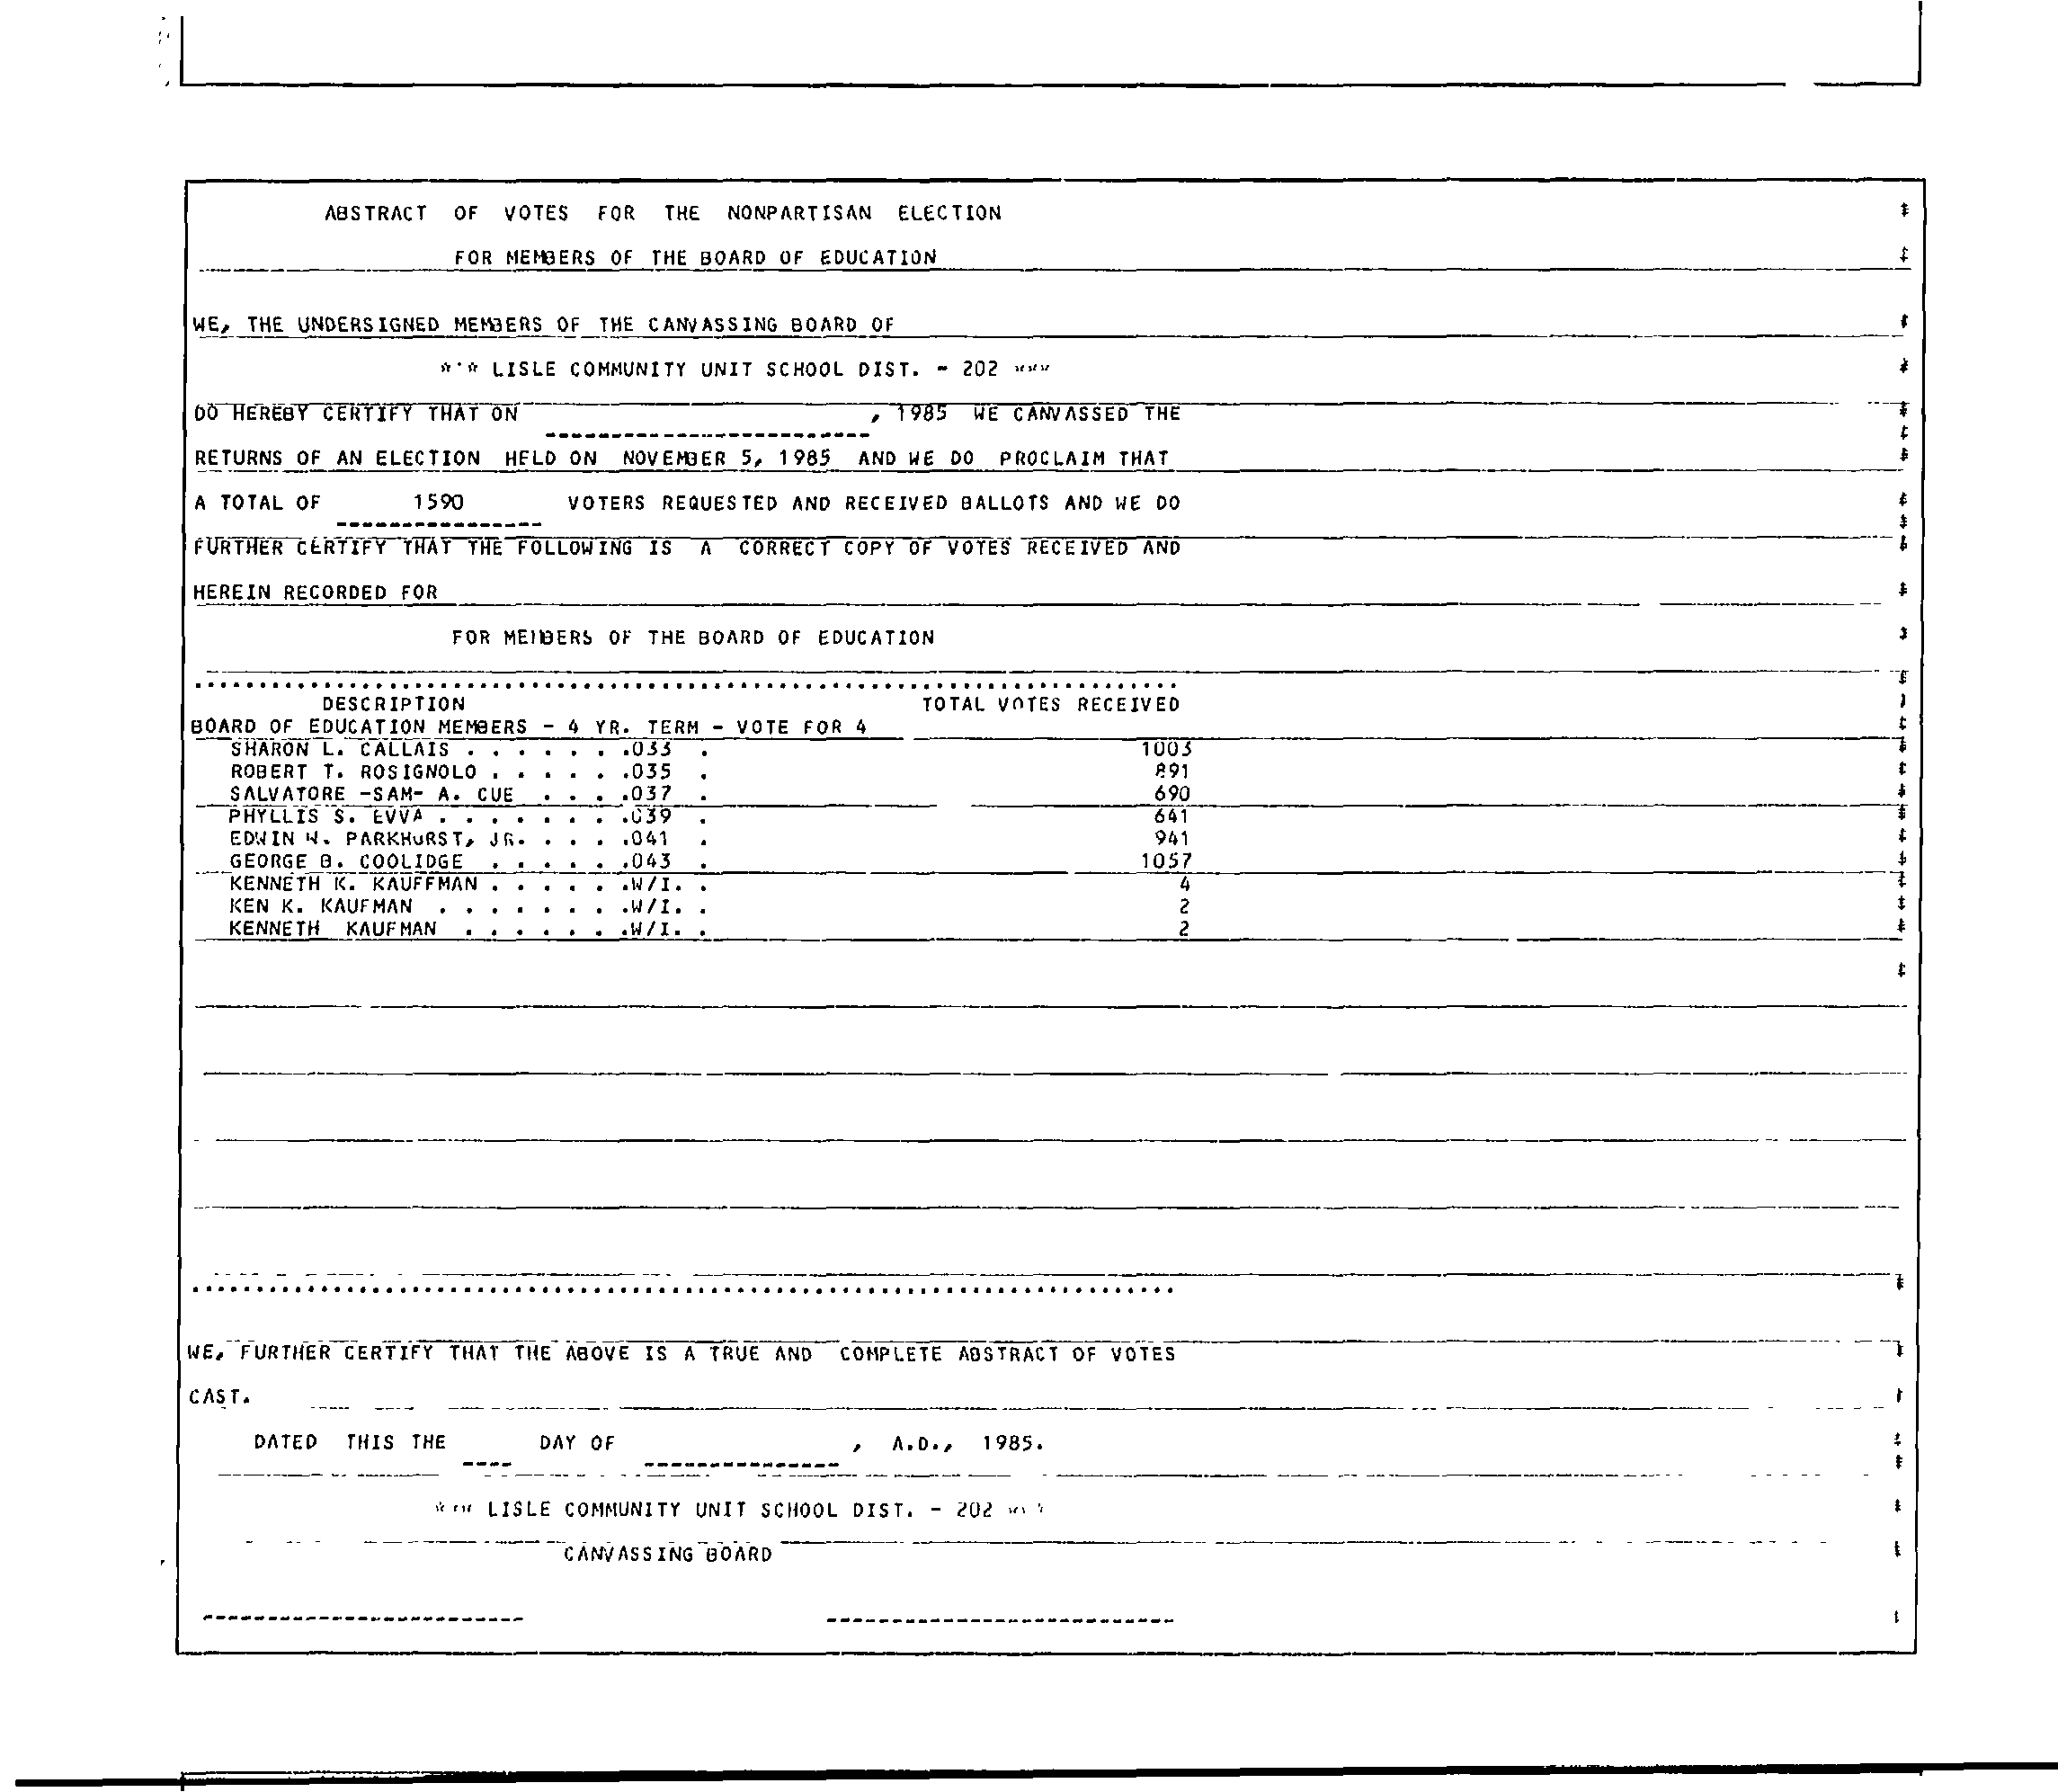 ABSTRACT OF VOTES FOR THE NONPARTISAN ELECTION
FOR MEMBERS OF THE BOARD OF EDUCATION
WE, THE UNDERSIGNED MEMBERS OF THE CANVASSING BOARD OF
*** LISLE COMMUNITY UNIT SCHOOL DIST. - 202 ***
DO HEREBY CERTIFY THAT ON , 1985 WE CANVASSED THE
RETURNS OF AN ELECTION HELD ON NOVEMBER 5, 1985 AND WE DO PROCLAIM THAT
A TOTAL OF 1590 VOTERS REQUESTED AND RECEIVED BALLOTS AND WE DO
FURTHER CERTIFY THAT THE FOLLOWING IS A CORRECT COPY OF VOTES RECEIVED AND
HEREIN RECORDED FOR
FOR MEMBERS OF THE BOARD OF EDUCATION
DESCRIPTION TOTAL VOTES RECEIVED
BOARD OF EDUCATION MEMBERS - 4 YR. TERM - VOTE FOR 4
SHARON L. CALLAIS . . . . . . .033 . 1003
ROBERT T. ROSIGNOLO . . . . . .035 . 891
SALVATORE -SAM- A. CUE . . . .037 . 690
PHYLLIS S. EVVA . . . . . . . .039 . 641
EDWIN W. PARKHURST, JR. . . . .041 . 941
GEORGE B. COOLIDGE . . . . . .043 . 1057
KENNETH K. KAUFFMAN . . . . . .W/I. . 4
KEN K. KAUFMAN . . . . . . . .W/I. . 2
KENNETH KAUFMAN . . . . . . .W/I. . 2
WE, FURTHER CERTIFY THAT THE ABOVE IS A TRUE AND COMPLETE ABSTRACT OF VOTES
CAST.
DATED THIS THE DAY OF , A.D., 1985.
*** LISLE COMMUNITY UNIT SCHOOL DIST. - 202 ***
CANVASSING BOARD